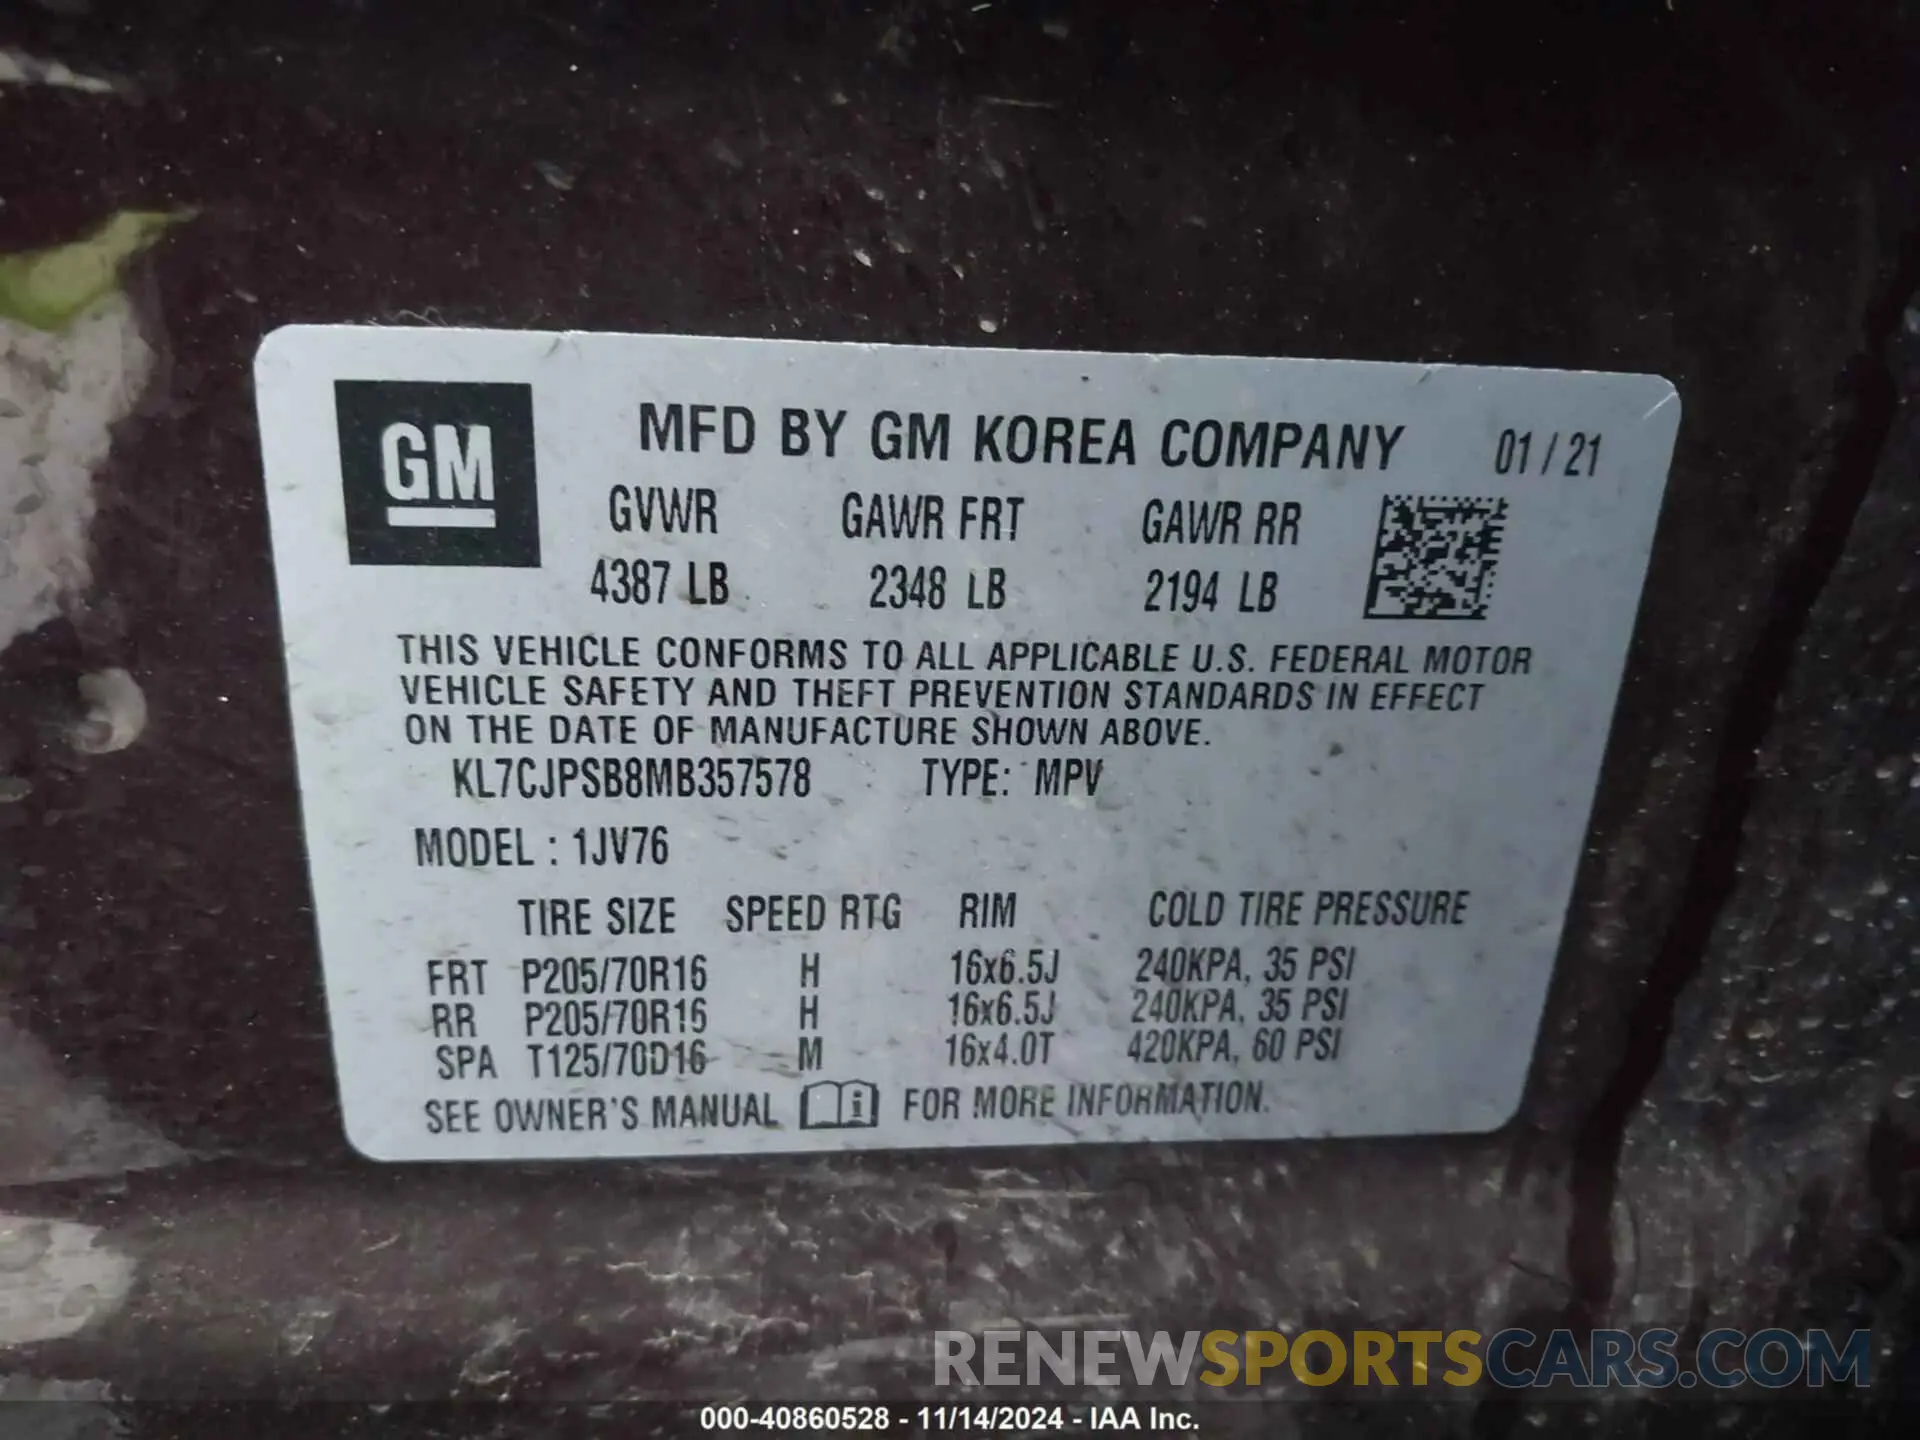 GM
MFD BY GM KOREA COMPANY 01 / 21
GVWR GAWR FRT GAWR RR
4387 LB 2348 LB 2194 LB
THIS VEHICLE CONFORMS TO ALL APPLICABLE U.S. FEDERAL MOTOR
VEHICLE SAFETY AND THEFT PREVENTION STANDARDS IN EFFECT
ON THE DATE OF MANUFACTURE SHOWN ABOVE.
KL7CJPSB8MB357578 TYPE: MPV
MODEL : 1JV76
TIRE SIZE SPEED RTG RIM COLD TIRE PRESSURE
FRT P205/70R16 H 16x6.5J 240KPA, 35 PSI
RR P205/70R16 H 16x6.5J 240KPA, 35 PSI
SPA T125/70D16 M 16x4.0T 420KPA, 60 PSI
SEE OWNER'S MANUAL i FOR MORE INFORMATION.
RENEWSPORTSCARS.COM
000-40860528 - 11/14/2024 - IAA Inc.